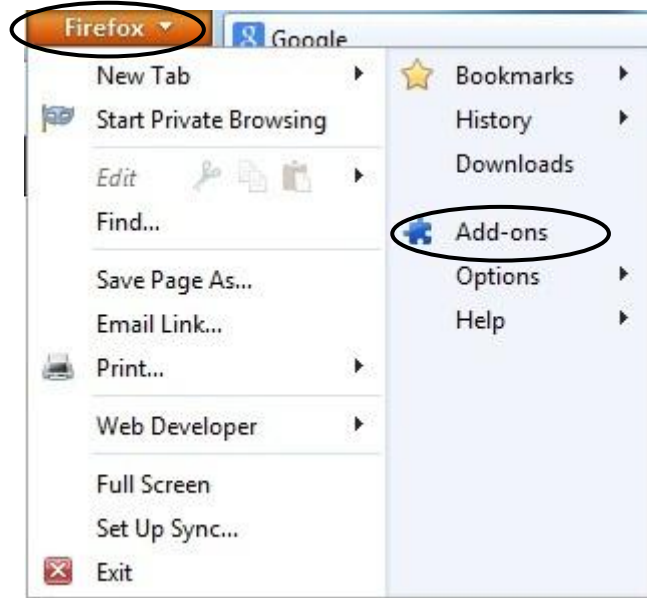 Firefox
Google
New Tab
Start Private Browsing
Edit
Find...
Save Page As...
Email Link...
Print...
Web Developer
Full Screen
Set Up Sync...
Exit
Bookmarks
History
Downloads
Add-ons
Options
Help